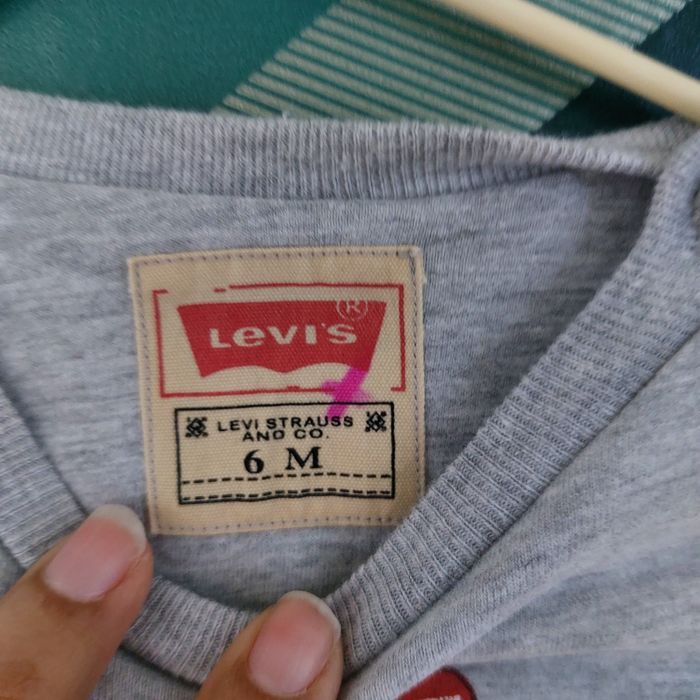 LEVI'S ®
LEVI STRAUSS
AND CO.
6 M